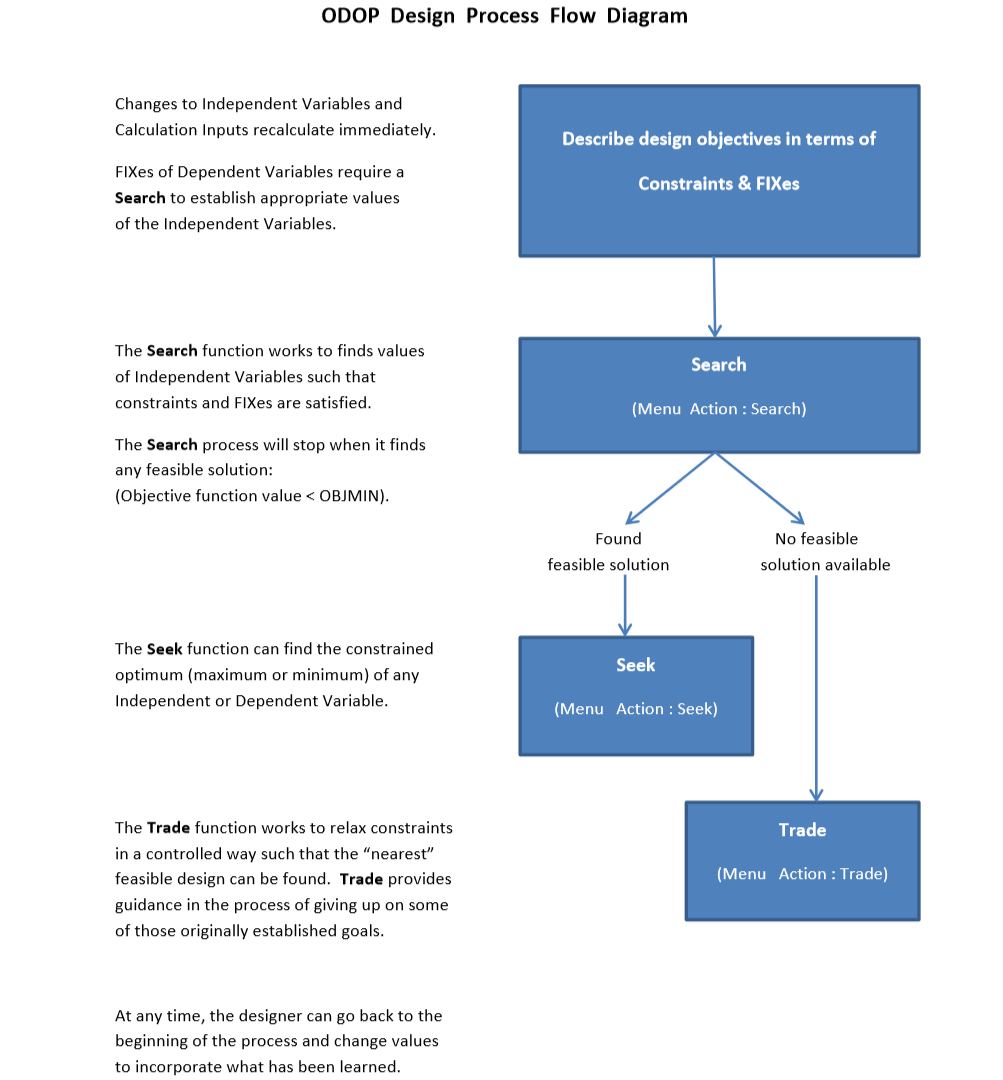 ODOP Design Process Flow Diagram
Changes to Independent Variables and
Calculation Inputs recalculate immediately.
FIXes of Dependent Variables require a
Search to establish appropriate values
of the Independent Variables.
Describe design objectives in terms of
Constraints & FIXes
The Search function works to finds values
of Independent Variables such that
constraints and FIXes are satisfied.
The Search process will stop when it finds
any feasible solution:
(Objective function value < OBJMIN).
Search
(Menu Action : Search)
Found
feasible solution
No feasible
solution available
The Seek function can find the constrained
optimum (maximum or minimum) of any
Independent or Dependent Variable.
Seek
(Menu Action : Seek)
The Trade function works to relax constraints
in a controlled way such that the “nearest”
feasible design can be found. Trade provides
guidance in the process of giving up on some
of those originally established goals.
Trade
(Menu Action : Trade)
At any time, the designer can go back to the
beginning of the process and change values
to incorporate what has been learned.